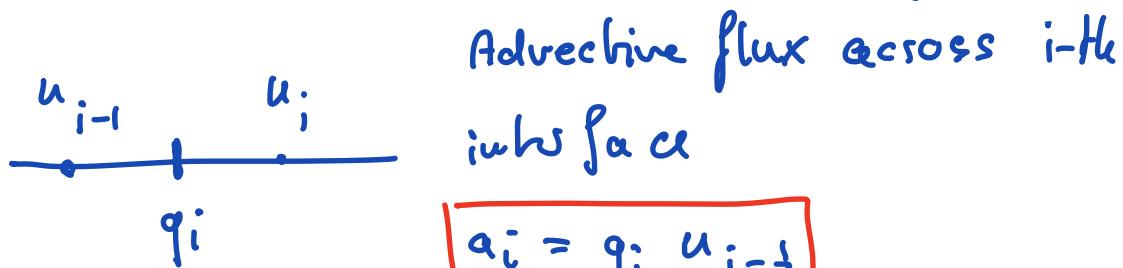 Advective flux across i-th
interface
u_{i-1} u_i
q_i
a_i = q_i u_{i-1}